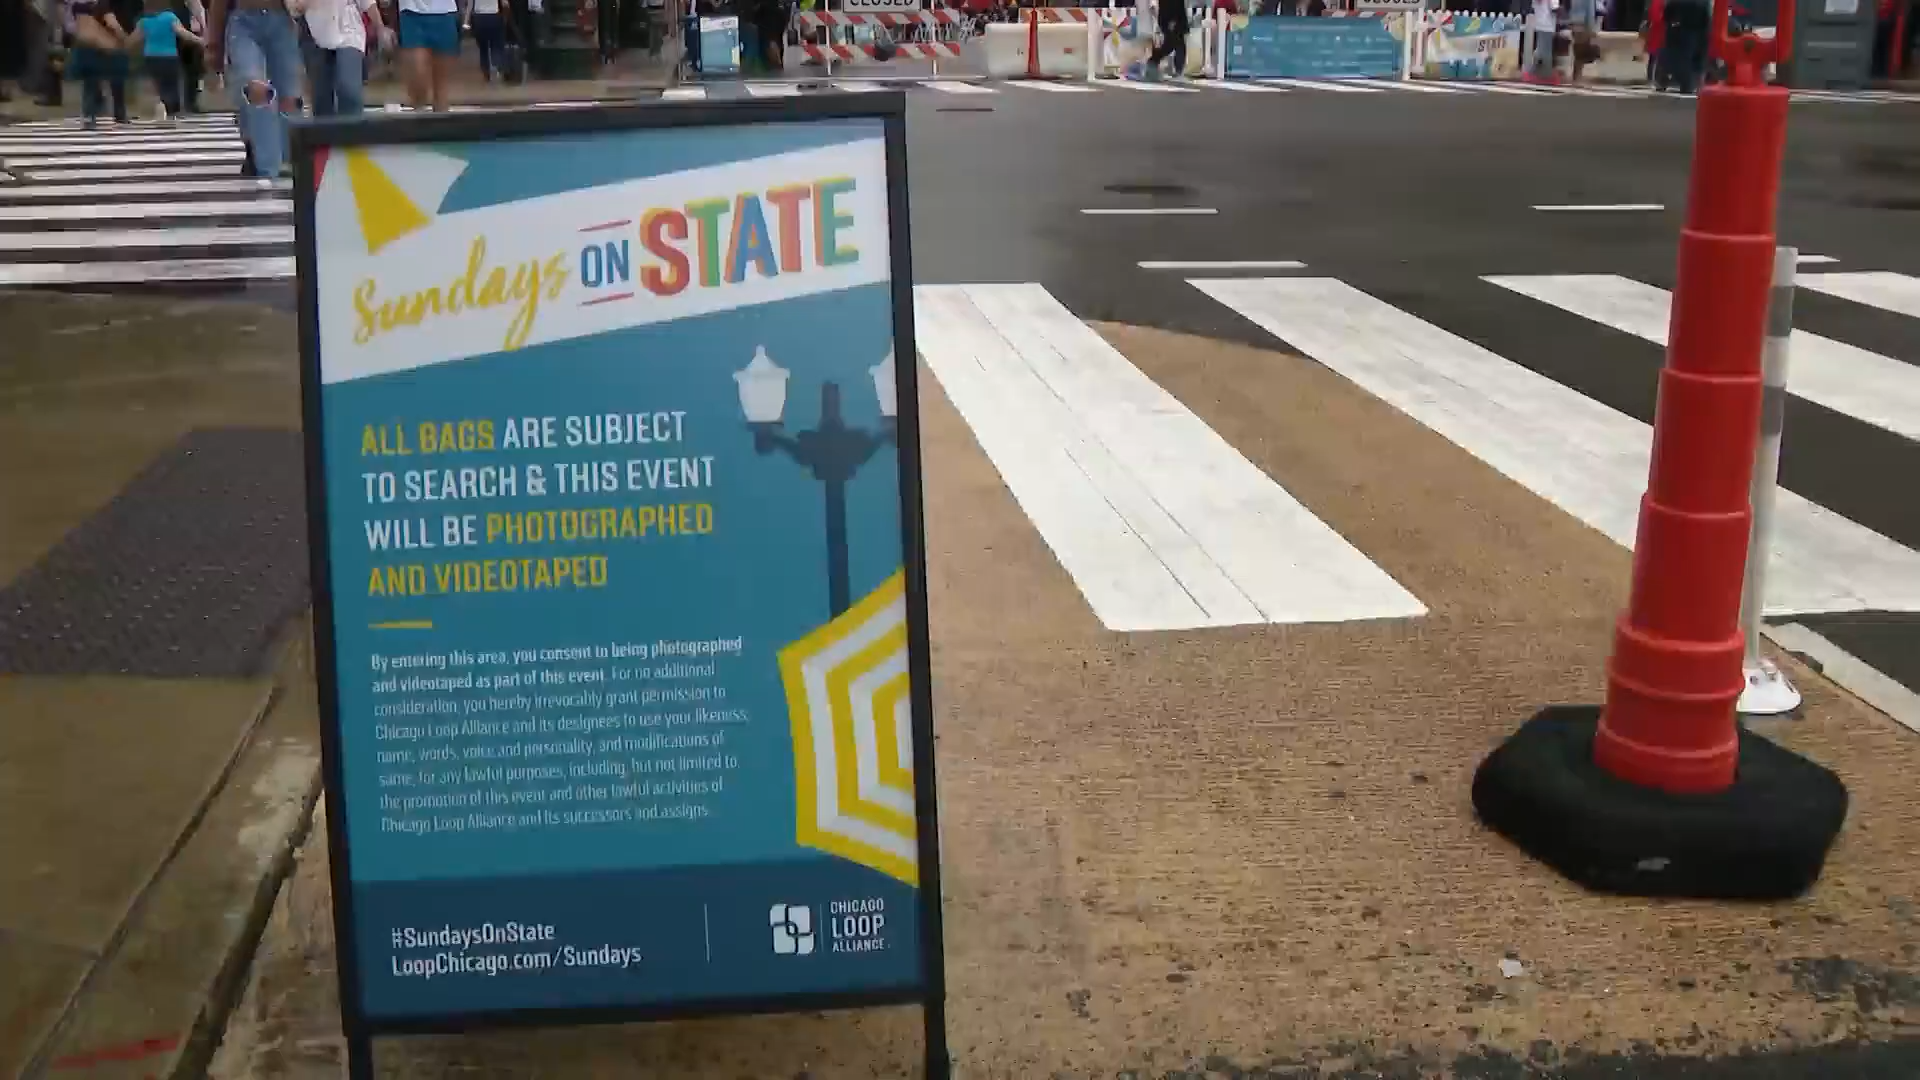 CLOSED
CLOSED
STATE
Sundays ON STATE
ALL BAGS ARE SUBJECT
TO SEARCH & THIS EVENT
WILL BE PHOTOGRAPHED
AND VIDEOTAPED
By entering this area, you consent to being photographed
and videotaped as part of this event. For no additional
consideration, you hereby irrevocably grant permission to
Chicago Loop Alliance and its designees to use your likeness,
name, words, voice and personality, and modifications of
same, for any lawful purposes, including, but not limited to,
the promotion of this event and other lawful activities of
Chicago Loop Alliance and its successors and assigns.
#SundaysOnState
LoopChicago.com/Sundays
CHICAGO
LOOP
ALLIANCE